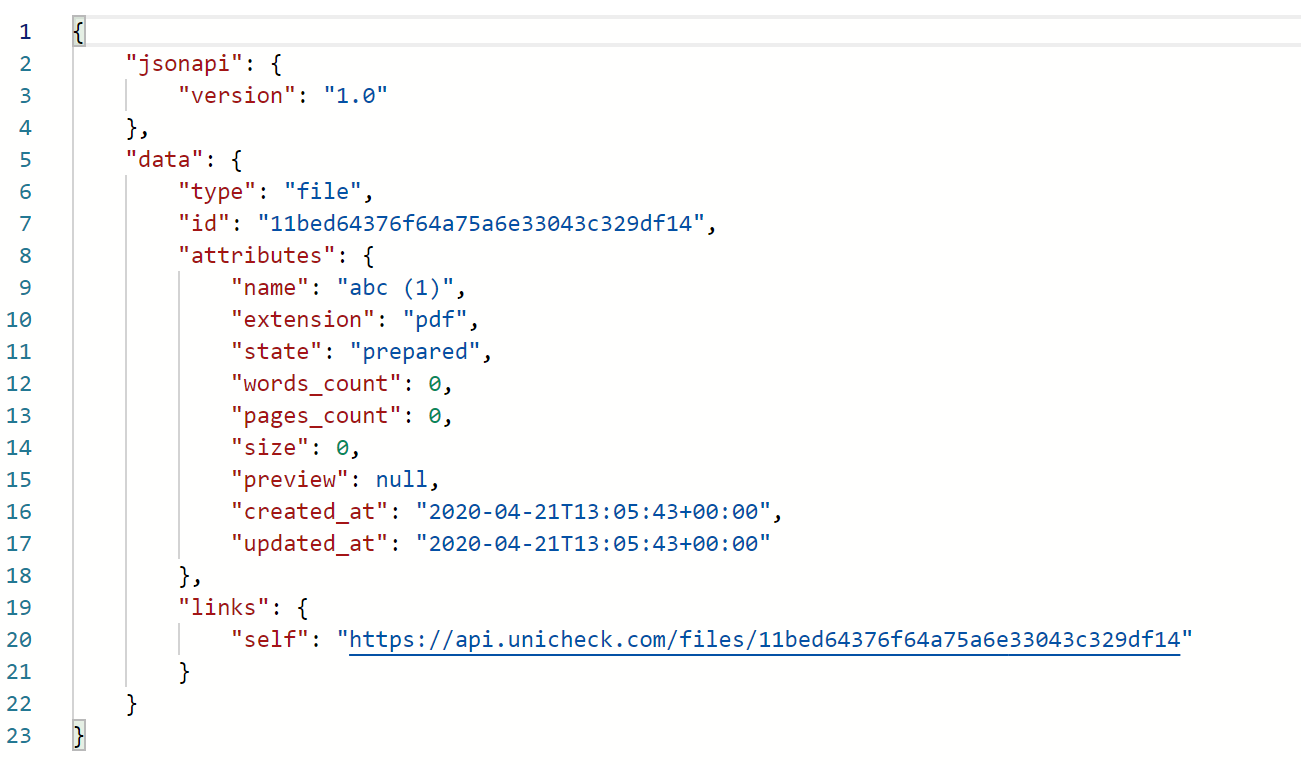 1 {
2     "jsonapi": {
3         "version": "1.0"
4     },
5     "data": {
6         "type": "file",
7         "id": "11bed64376f64a75a6e33043c329df14",
8         "attributes": {
9             "name": "abc (1)",
10             "extension": "pdf",
11             "state": "prepared",
12             "words_count": 0,
13             "pages_count": 0,
14             "size": 0,
15             "preview": null,
16             "created_at": "2020-04-21T13:05:43+00:00",
17             "updated_at": "2020-04-21T13:05:43+00:00"
18         },
19         "links": {
20             "self": "https://api.unicheck.com/files/11bed64376f64a75a6e33043c329df14"
21         }
22     }
23 }